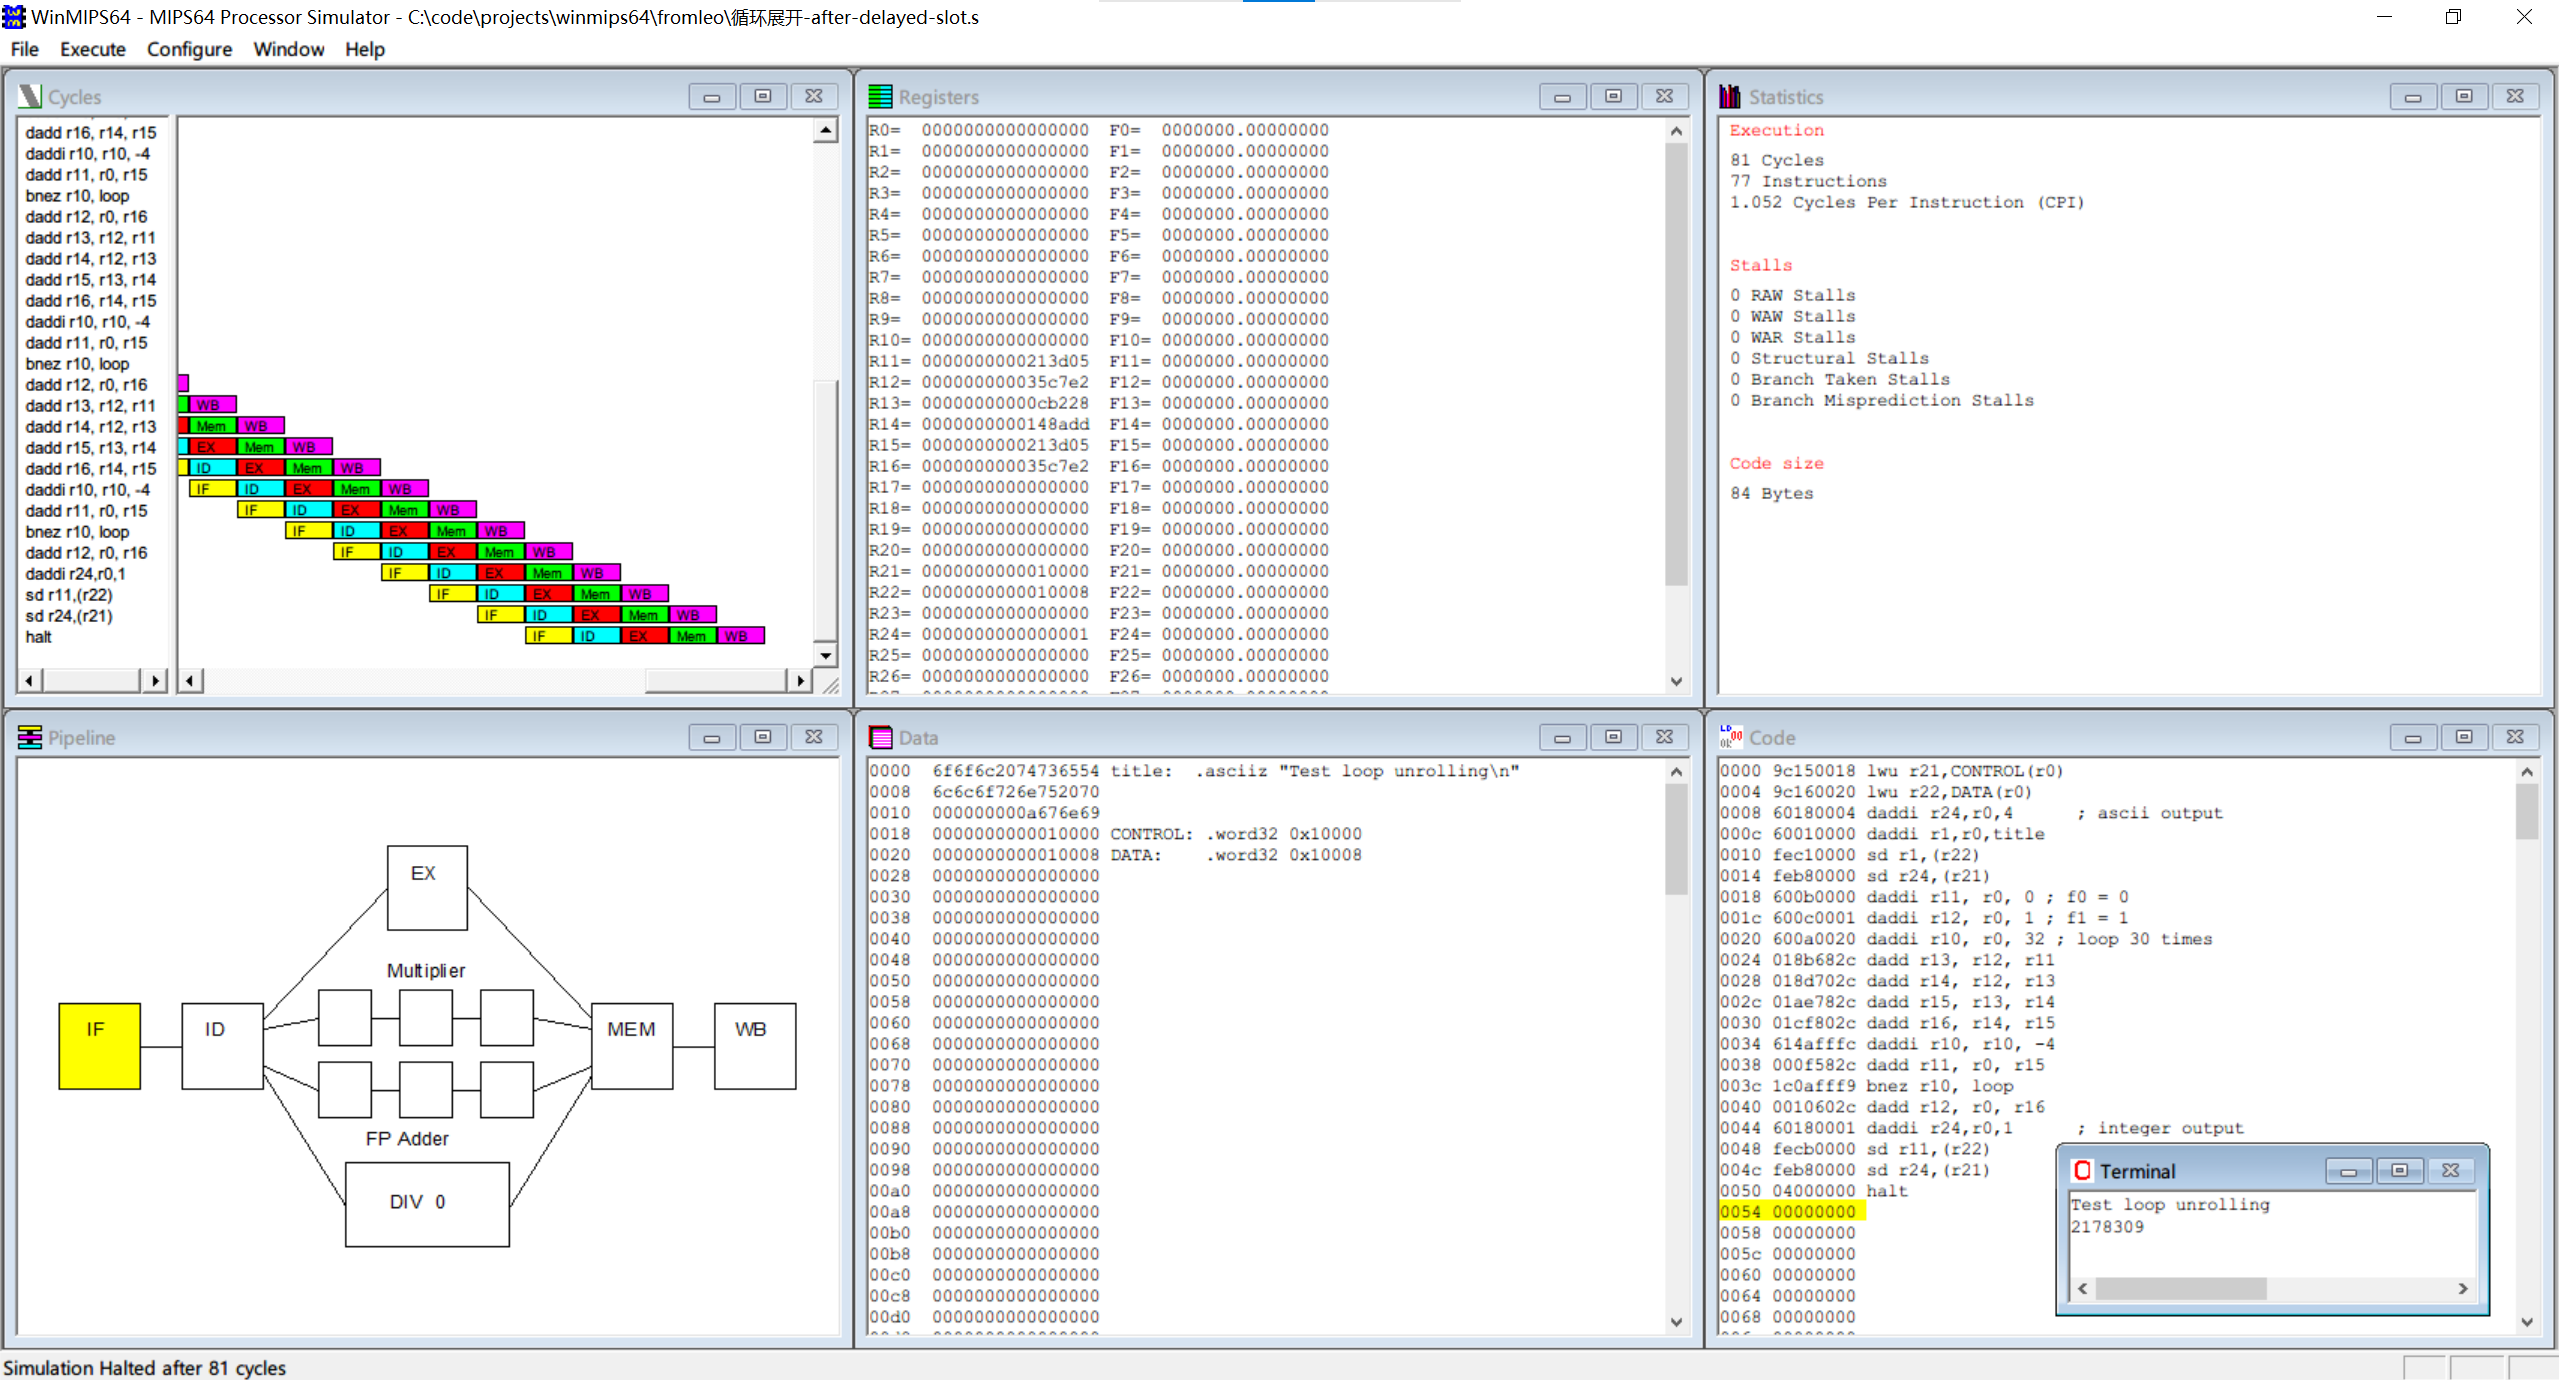 WinMIPS64 - MIPS64 Processor Simulator - C:\code\projects\winmips64\fromleo\循环展开-after-delayed-slot.s
File Execute Configure Window Help
Cycles
dadd r16, r14, r15
daddi r10, r10, -4
dadd r11, r0, r15
bnez r10, loop
dadd r12, r0, r16
dadd r13, r12, r11
dadd r14, r12, r13
dadd r15, r13, r14
dadd r16, r14, r15
daddi r10, r10, -4
dadd r11, r0, r15
bnez r10, loop
dadd r12, r0, r16
dadd r13, r12, r11 WB
dadd r14, r12, r13 Mem WB
dadd r15, r13, r14 EX Mem WB
dadd r16, r14, r15 ID EX Mem WB
daddi r10, r10, -4 IF ID EX Mem WB
dadd r11, r0, r15 IF ID EX Mem WB
bnez r10, loop IF ID EX Mem WB
dadd r12, r0, r16 IF ID EX Mem WB
daddi r24,r0,1 IF ID EX Mem WB
sd r11,(r22) IF ID EX Mem WB
sd r24,(r21) IF ID EX Mem WB
halt IF ID EX Mem WB
Registers
R0= 0000000000000000 F0= 0000000.00000000
R1= 0000000000000000 F1= 0000000.00000000
R2= 0000000000000000 F2= 0000000.00000000
R3= 0000000000000000 F3= 0000000.00000000
R4= 0000000000000000 F4= 0000000.00000000
R5= 0000000000000000 F5= 0000000.00000000
R6= 0000000000000000 F6= 0000000.00000000
R7= 0000000000000000 F7= 0000000.00000000
R8= 0000000000000000 F8= 0000000.00000000
R9= 0000000000000000 F9= 0000000.00000000
R10= 0000000000000000 F10= 0000000.00000000
R11= 0000000000213d05 F11= 0000000.00000000
R12= 000000000035c7e2 F12= 0000000.00000000
R13= 00000000000cb228 F13= 0000000.00000000
R14= 0000000000148add F14= 0000000.00000000
R15= 0000000000213d05 F15= 0000000.00000000
R16= 000000000035c7e2 F16= 0000000.00000000
R17= 0000000000000000 F17= 0000000.00000000
R18= 0000000000000000 F18= 0000000.00000000
R19= 0000000000000000 F19= 0000000.00000000
R20= 0000000000000000 F20= 0000000.00000000
R21= 0000000000010000 F21= 0000000.00000000
R22= 0000000000010008 F22= 0000000.00000000
R23= 0000000000000000 F23= 0000000.00000000
R24= 0000000000000001 F24= 0000000.00000000
R25= 0000000000000000 F25= 0000000.00000000
R26= 0000000000000000 F26= 0000000.00000000
Statistics
Execution
81 Cycles
77 Instructions
1.052 Cycles Per Instruction (CPI)
Stalls
0 RAW Stalls
0 WAW Stalls
0 WAR Stalls
0 Structural Stalls
0 Branch Taken Stalls
0 Branch Misprediction Stalls
Code size
84 Bytes
Pipeline
EX
Multiplier
IF ID MEM WB
FP Adder
DIV 0
Data
0000 6f6f6c2074736554 title: .asciiz "Test loop unrolling\n"
0008 6c6c6f726e752070
0010 000000000a676e69
0018 0000000000010000 CONTROL: .word32 0x10000
0020 0000000000010008 DATA: .word32 0x10008
0028 0000000000000000
0030 0000000000000000
0038 0000000000000000
0040 0000000000000000
0048 0000000000000000
0050 0000000000000000
0058 0000000000000000
0060 0000000000000000
0068 0000000000000000
0070 0000000000000000
0078 0000000000000000
0080 0000000000000000
0088 0000000000000000
0090 0000000000000000
0098 0000000000000000
00a0 0000000000000000
00a8 0000000000000000
00b0 0000000000000000
00b8 0000000000000000
00c0 0000000000000000
00c8 0000000000000000
00d0 0000000000000000
Code
0000 9c150018 lwu r21,CONTROL(r0)
0004 9c160020 lwu r22,DATA(r0)
0008 60180004 daddi r24,r0,4 ; ascii output
000c 60010000 daddi r1,r0,title
0010 fec10000 sd r1,(r22)
0014 feb80000 sd r24,(r21)
0018 600b0000 daddi r11, r0, 0 ; f0 = 0
001c 600c0001 daddi r12, r0, 1 ; f1 = 1
0020 600a0020 daddi r10, r0, 32 ; loop 30 times
0024 018b682c dadd r13, r12, r11
0028 018d702c dadd r14, r12, r13
002c 01ae782c dadd r15, r13, r14
0030 01cf802c dadd r16, r14, r15
0034 614afffc daddi r10, r10, -4
0038 000f582c dadd r11, r0, r15
003c 1c0afff9 bnez r10, loop
0040 0010602c dadd r12, r0, r16
0044 60180001 daddi r24,r0,1 ; integer output
0048 fecb0000 sd r11,(r22)
004c feb80000 sd r24,(r21)
0050 04000000 halt
0054 00000000
0058 00000000
005c 00000000
0060 00000000
0064 00000000
0068 00000000
Terminal
Test loop unrolling
2178309
Simulation Halted after 81 cycles